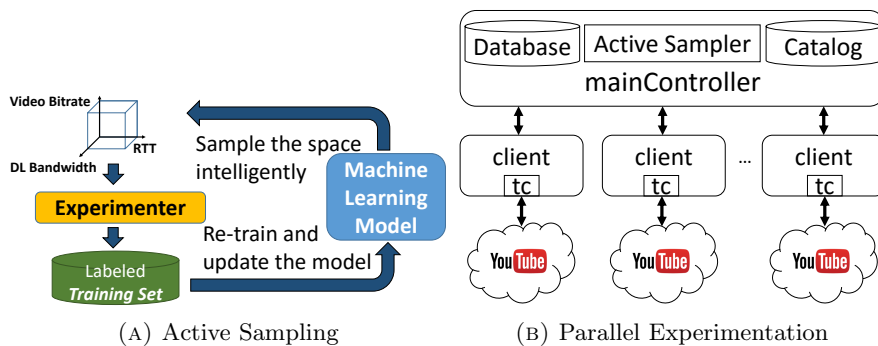 Video Bitrate
RTT
DL Bandwidth
Experimenter
Labeled
Training Set
Sample the space
intelligently
Machine
Learning
Model
Re-train and
update the model
(A) Active Sampling
Database
Active Sampler
Catalog
mainController
client
tc
client
tc
...
client
tc
YouTube
YouTube
YouTube
(B) Parallel Experimentation